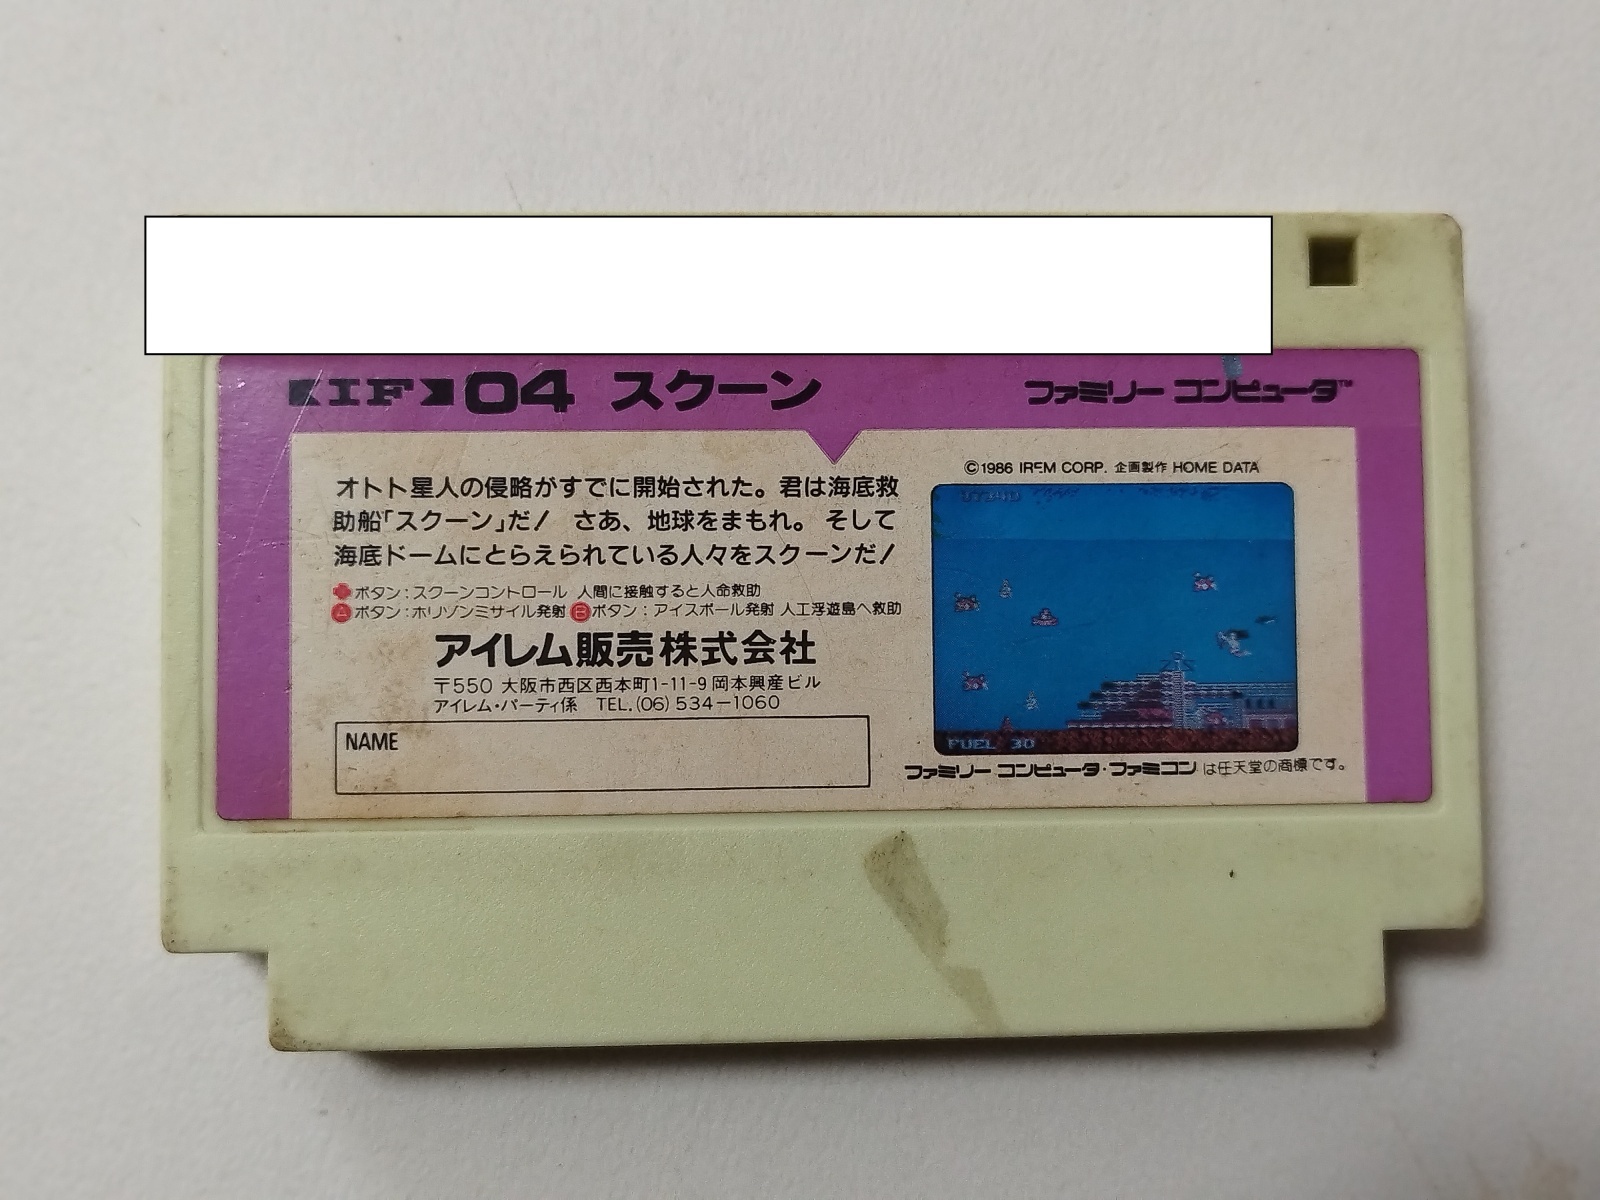 IF 04 スクーン
ファミリー コンピュータ™
オトト星人の侵略がすでに開始された。君は海底救
助船「スクーン」だ! さあ、地球をまもれ。そして
海底ドームにとらえられている人々をスクーンだ!
ボタン:スクーンコントロール 人間に接触すると人命救助
A ボタン:ホリゾンミサイル発射 B ボタン:アイスボール発射 人工浮遊島へ救助
アイレム販売株式会社
〒550 大阪市西区西本町1-11-9 岡本興産ビル
アイレム・パーティ係 TEL.(06)534-1060
NAME
©1986 IREM CORP. 企画製作 HOME DATA
FUEL 30
ファミリー コンピュータ・ファミコン は任天堂の商標です。